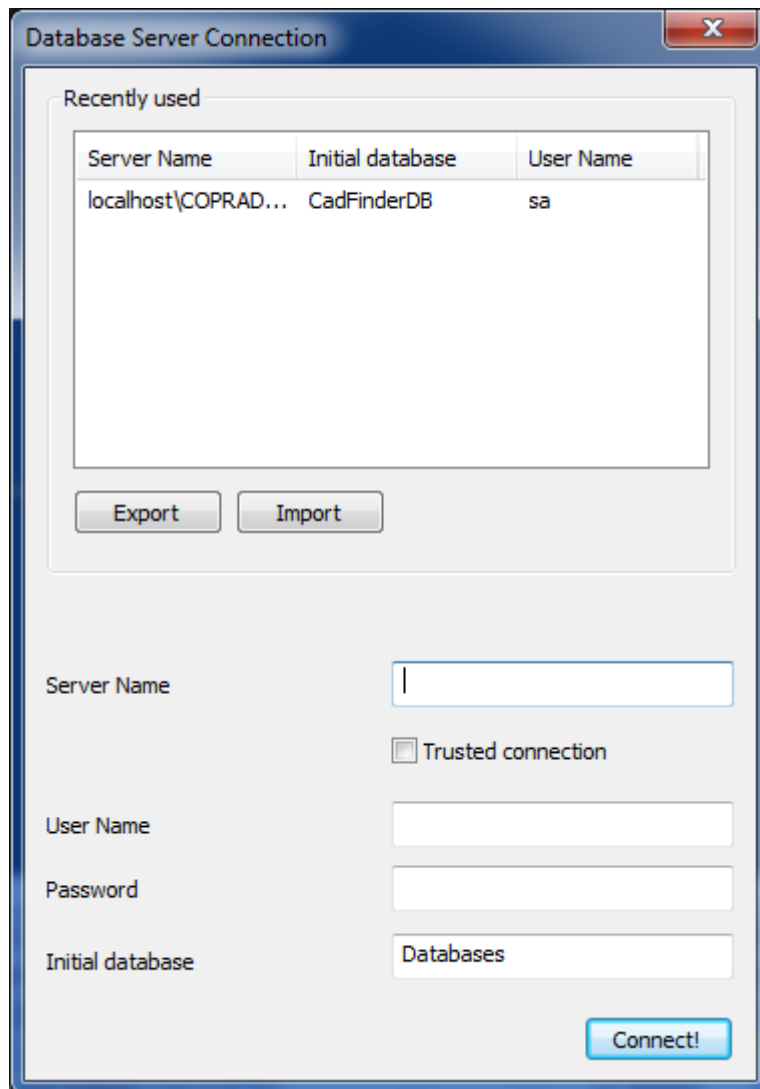 Database Server Connection
Recently used
Server Name Initial database User Name
localhost\COPRAD... CadFinderDB sa
Export Import
Server Name
Trusted connection
User Name
Password
Initial database Databases
Connect!